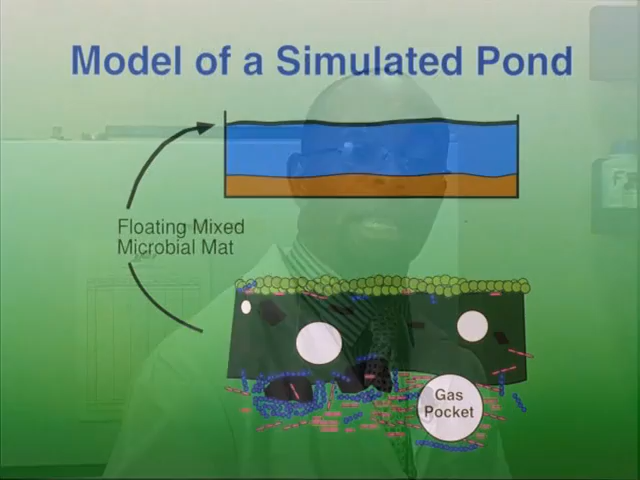 Model of a Simulated Pond
Floating Mixed
Microbial Mat
Gas
Pocket